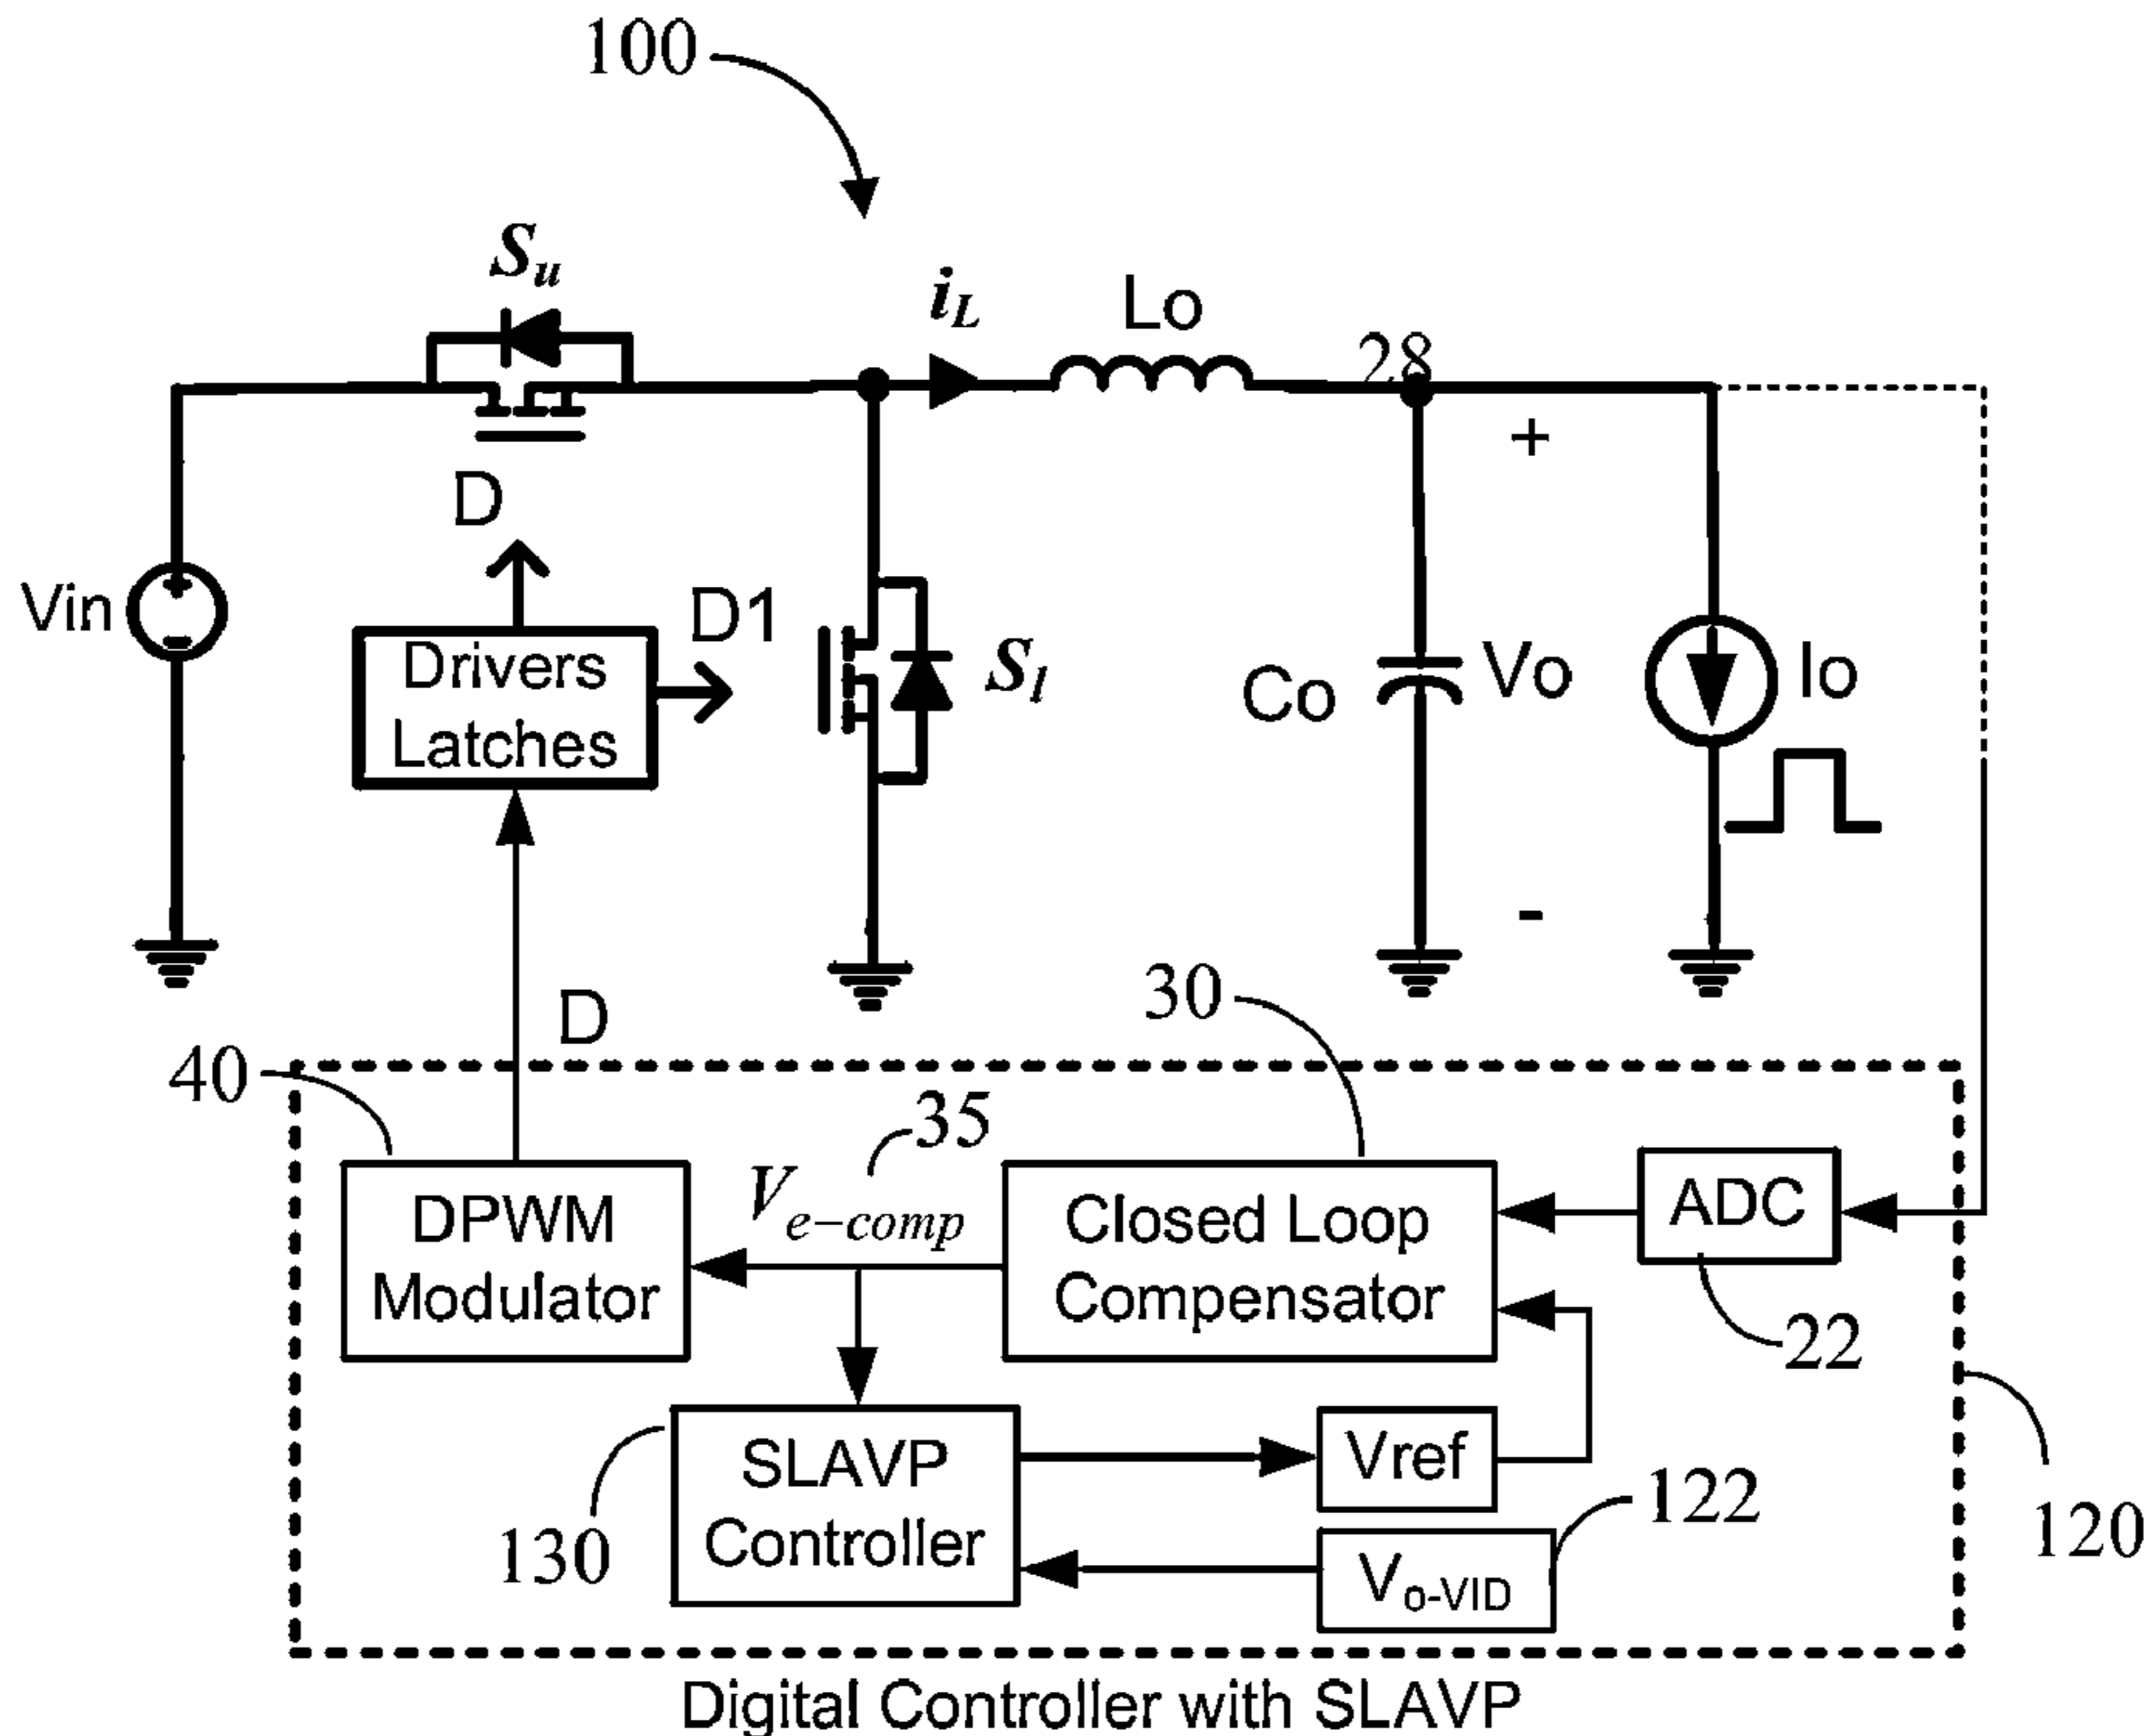 100
Su
iL
Lo
28
+
D
Vin
D1
Drivers
Latches
Sl
Co
Vo
Io
-
D
30
40
35
Ve-comp
DPWM
Modulator
Closed Loop
Compensator
ADC
22
SLAVP
Controller
Vref
122
130
Vo-VID
120
Digital Controller with SLAVP